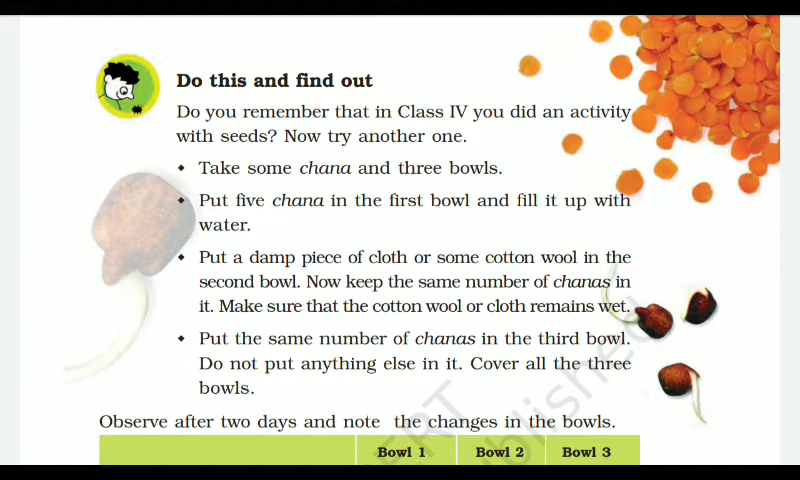 Do this and find out
Do you remember that in Class IV you did an activity
with seeds? Now try another one.
◆ Take some chana and three bowls.
◆ Put five chana in the first bowl and fill it up with
water.
◆ Put a damp piece of cloth or some cotton wool in the
second bowl. Now keep the same number of chanas in
it. Make sure that the cotton wool or cloth remains wet.
◆ Put the same number of chanas in the third bowl.
Do not put anything else in it. Cover all the three
bowls.
Observe after two days and note the changes in the bowls.
Bowl 1 Bowl 2 Bowl 3